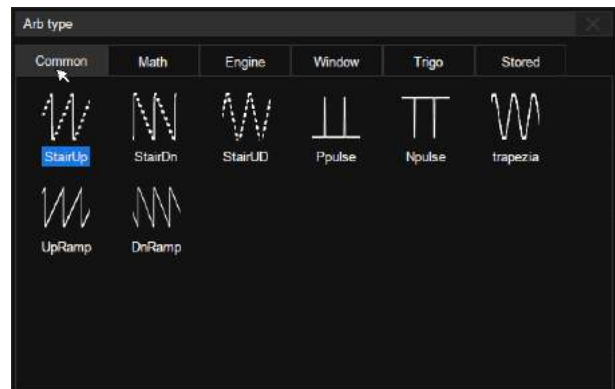 Arb type
Common Math Engine Window Trigo Stored
StairUp StairDn StairUD Ppulse Npulse trapezia
UpRamp DnRamp